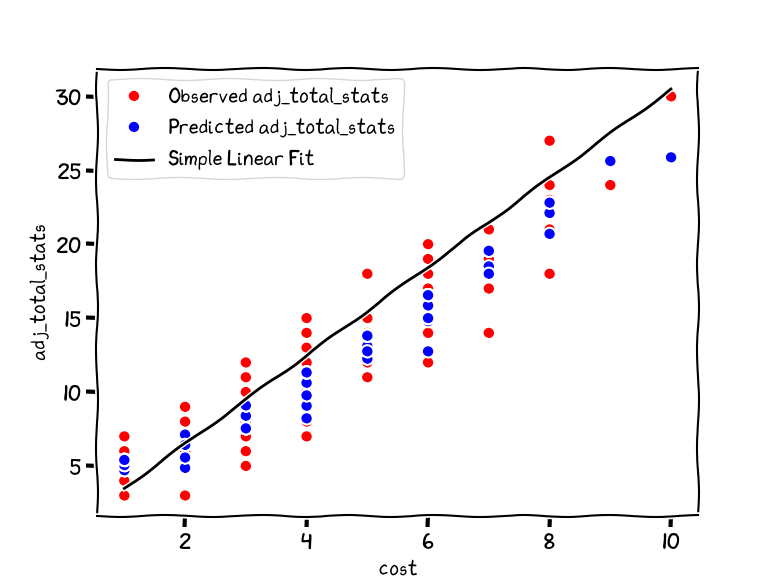 Observed adj_total_stats
Predicted adj_total_stats
Simple Linear Fit
30
25
20
15
10
5
adj_total_stats
2 4 6 8 10
cost